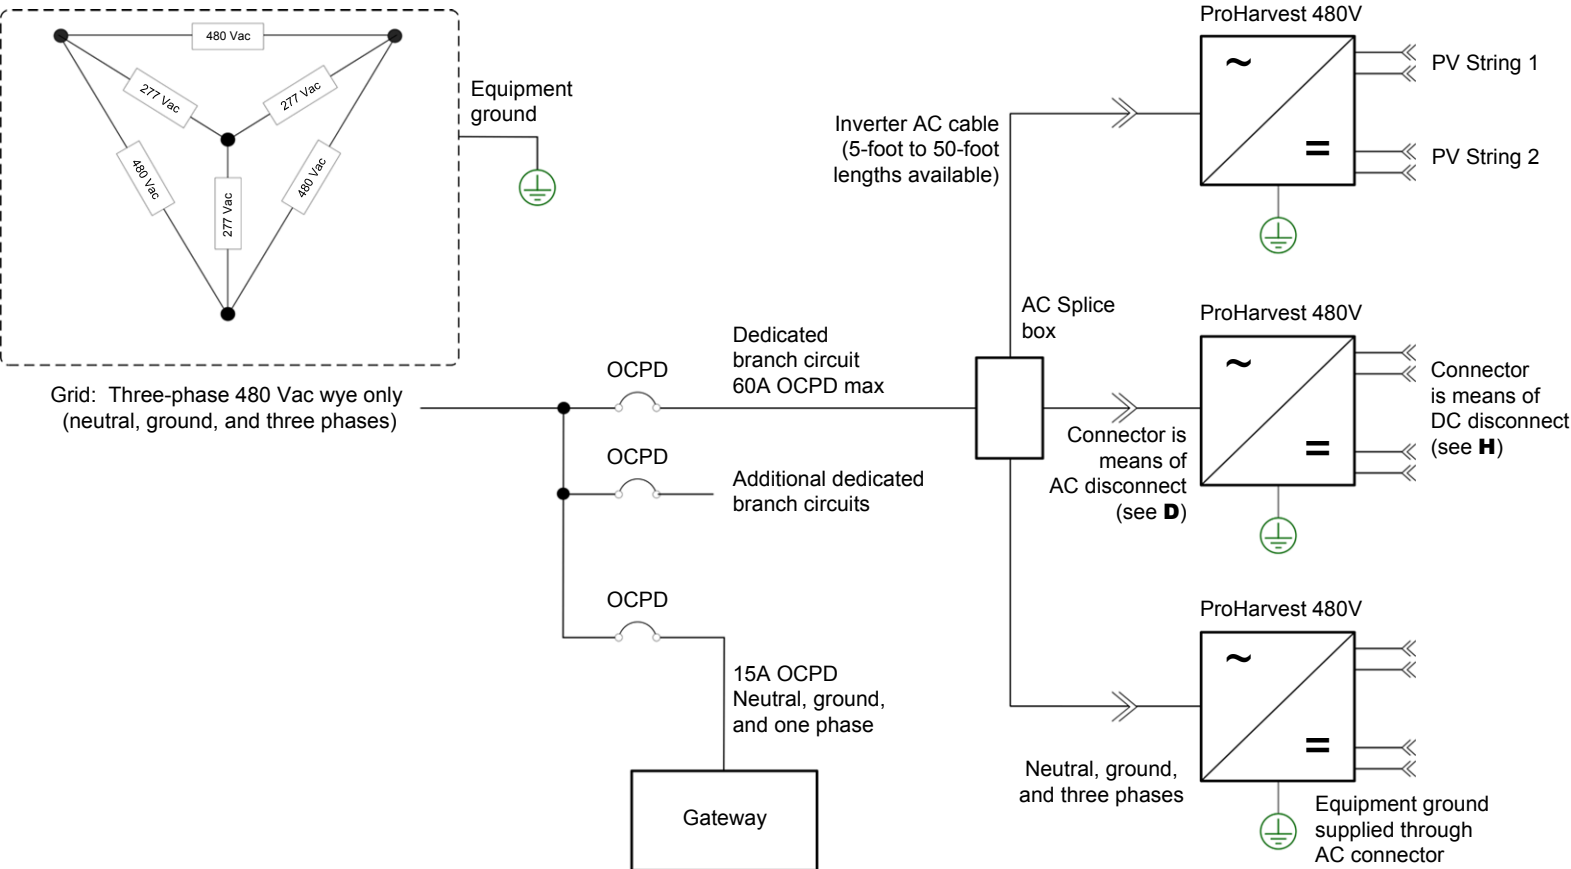 480 Vac
277 Vac
277 Vac
480 Vac
277 Vac
480 Vac
Equipment
ground
Grid: Three-phase 480 Vac wye only
(neutral, ground, and three phases)
OCPD
Dedicated
branch circuit
60A OCPD max
OCPD
Additional dedicated
branch circuits
OCPD
15A OCPD
Neutral, ground,
and one phase
Gateway
Inverter AC cable
(5-foot to 50-foot
lengths available)
AC Splice
box
Connector is
means of
AC disconnect
(see D)
Neutral, ground,
and three phases
ProHarvest 480V
~
=
PV String 1
PV String 2
ProHarvest 480V
~
=
Connector
is means of
DC disconnect
(see H)
ProHarvest 480V
~
=
Equipment ground
supplied through
AC connector